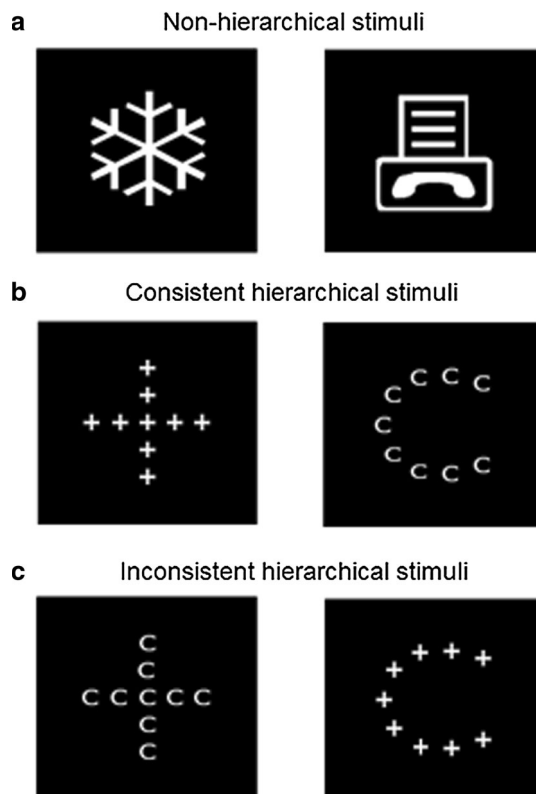 a Non-hierarchical stimuli
b Consistent hierarchical stimuli
+
+
+ + + + +
+
+
C C C
C
C
C
C C C
c Inconsistent hierarchical stimuli
C
C
C C C C C
C
C
+ + +
+
+
+
+ + +